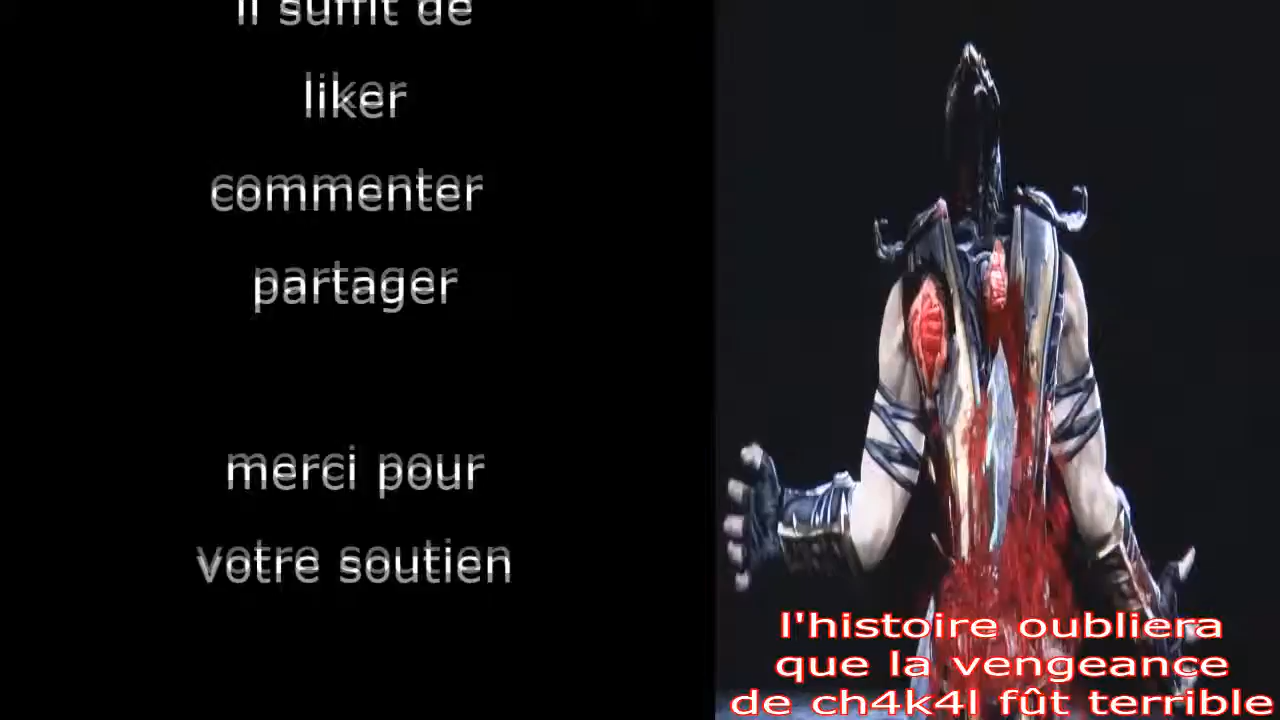 il suffit de
liker
commenter
partager
merci pour
votre soutien
l'histoire oubliera
que la vengeance
de ch4k4l fût terrible